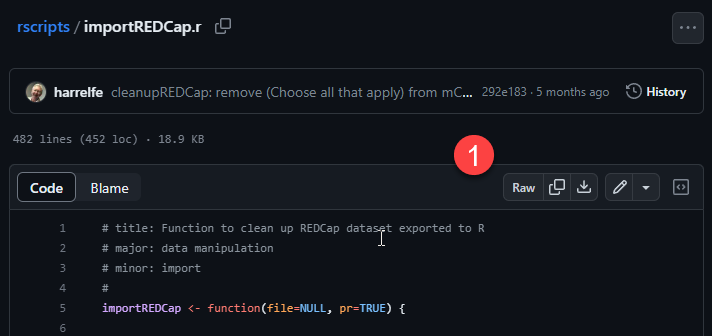 rscripts / importREDCap.r
harrelfe cleanupREDCap: remove (Choose all that apply) from mC... 292e183 · 5 months ago History
482 lines (452 loc) · 18.9 KB
1
Code Blame Raw
1 # title: Function to clean up REDCap dataset exported to R
2 # major: data manipulation
3 # minor: import
4 #
5 importREDCap <- function(file=NULL, pr=TRUE) {
6